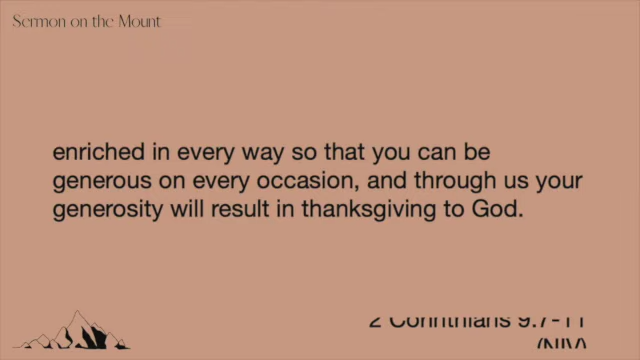 Sermon on the Mount
enriched in every way so that you can be
generous on every occasion, and through us your
generosity will result in thanksgiving to God.
2 Corinthians 9.7-11
(NIV)